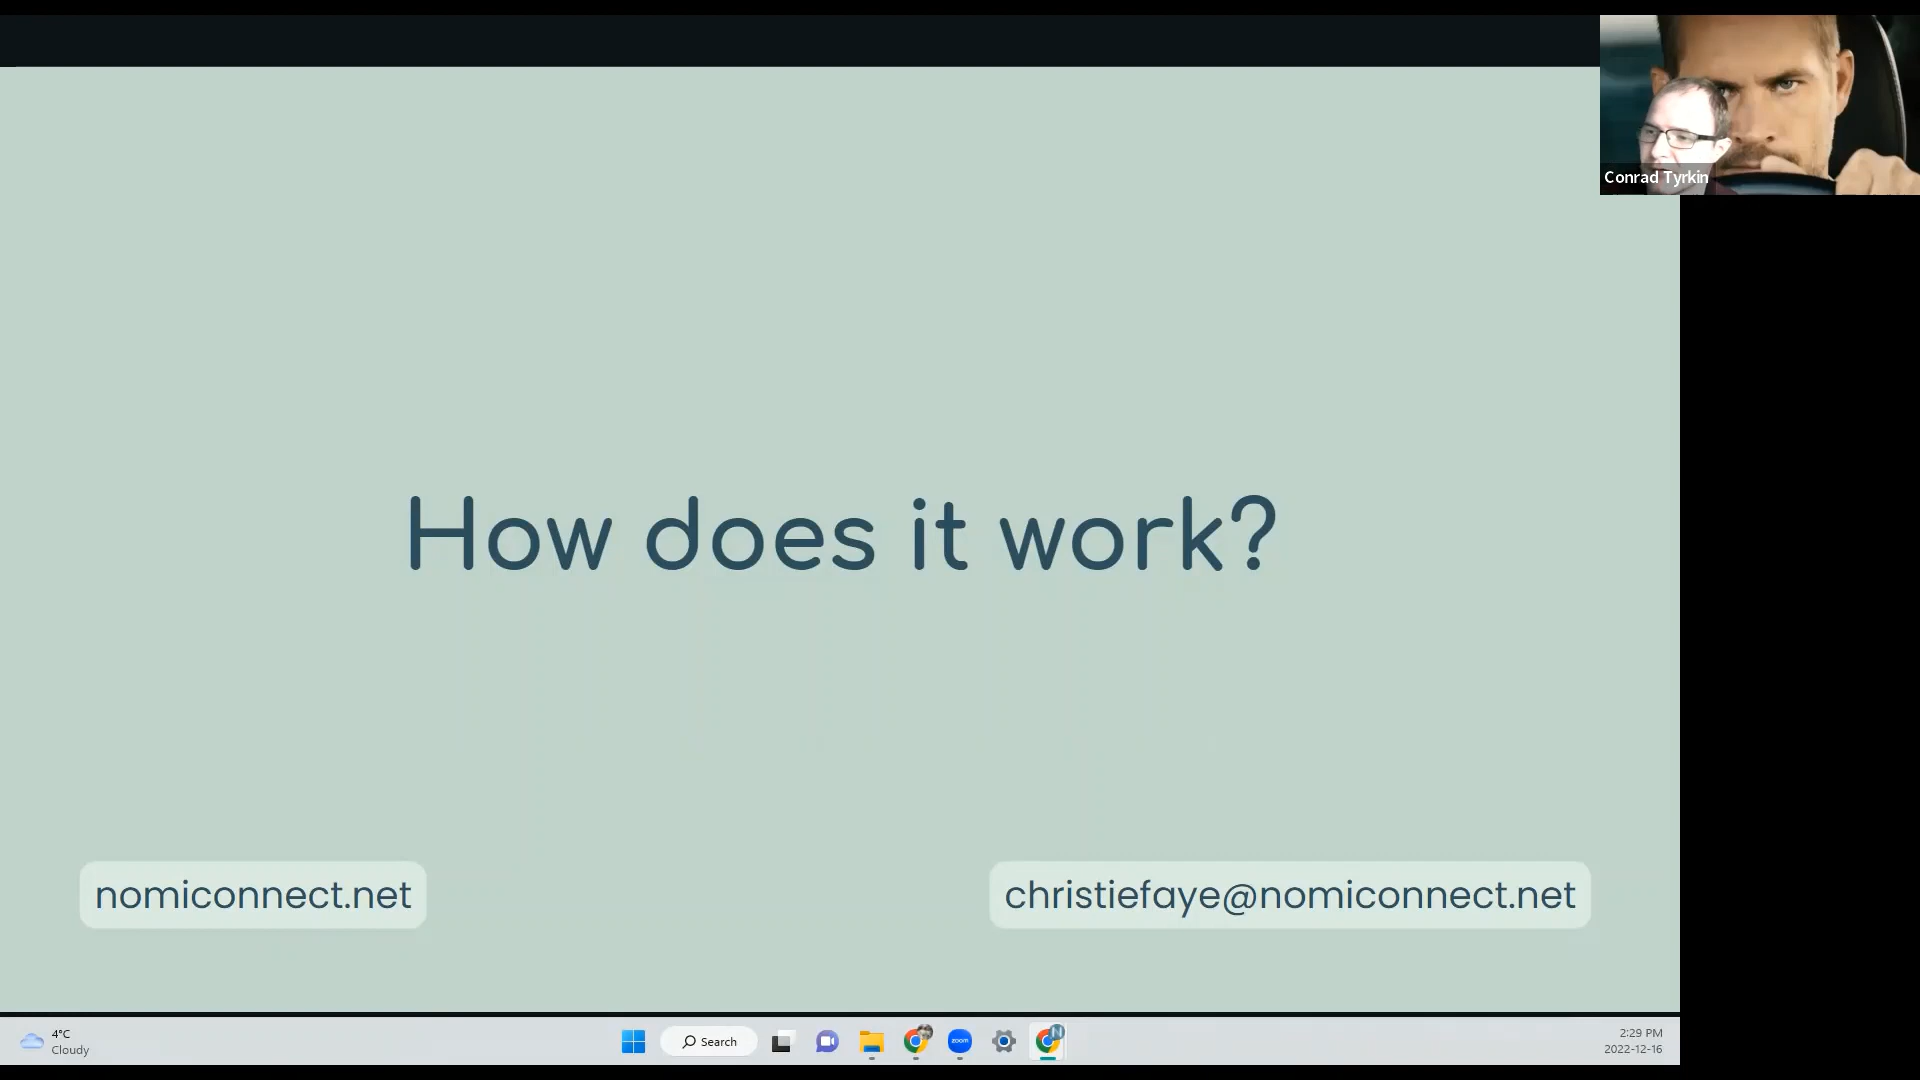 Conrad Tyrkin
How does it work?
nomiconnect.net
christiefaye@nomiconnect.net
4°C
Cloudy
Search
zoom
N
2:29 PM
2022-12-16